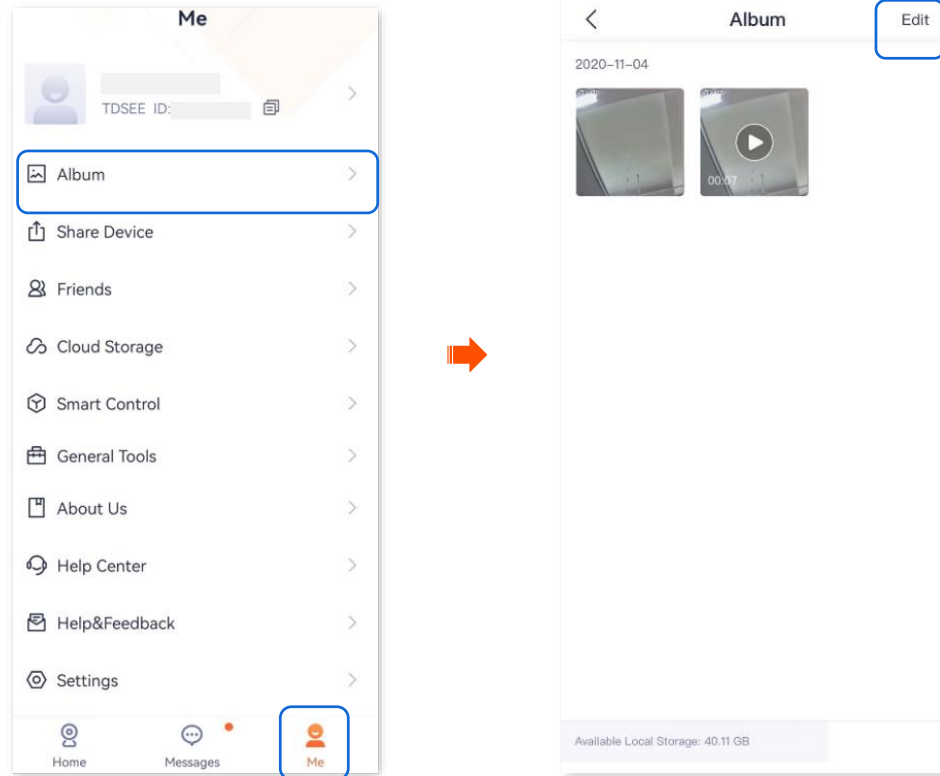 Me
TDSEE ID:
Album
Share Device
Friends
Cloud Storage
Smart Control
General Tools
About Us
Help Center
Help&Feedback
Settings
Home
Messages
Me
Album
Edit
2020-11-04
00:07
Available Local Storage: 40.11 GB